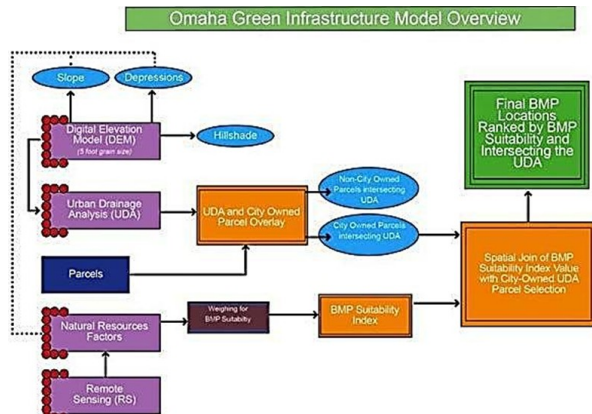 Omaha Green Infrastructure Model Overview
Slope
Depressions
Digital Elevation
Model (DEM)
(5 foot grain size)
Hillshade
Final BMP
Locations
Ranked by BMP
Suitability and
Intersecting the
UDA
Urban Drainage
Analysis (UDA)
UDA and City Owned
Parcel Overlay
Non-City Owned
Parcels intersecting
UDA
City Owned Parcels
intersecting UDA
Parcels
Spatial Join of BMP
Suitability Index Value
with City-Owned UDA
Parcel Selection
Natural Resources
Factors
Weighing for
BMP Suitability
BMP Suitability
Index
Remote
Sensing (RS)